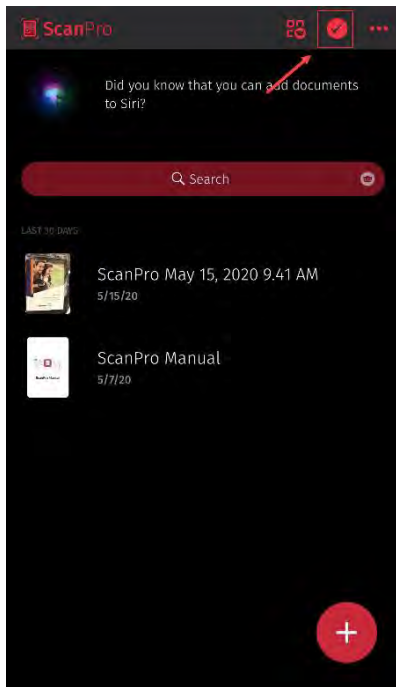 ScanPro
Did you know that you can add documents
to Siri?
Search
LAST 30 DAYS
ScanPro May 15, 2020 9.41 AM
5/15/20
ScanPro Manual
5/7/20